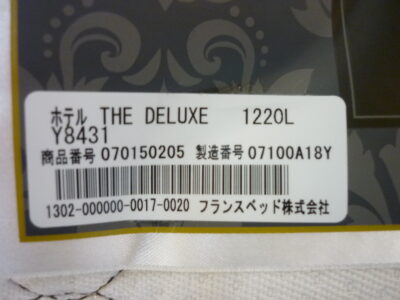 ホテル THE DELUXE 1220L
Y8431
商品番号 070150205 製造番号 07100A18Y
1302-000000-0017-0020 フランスベッド株式会社